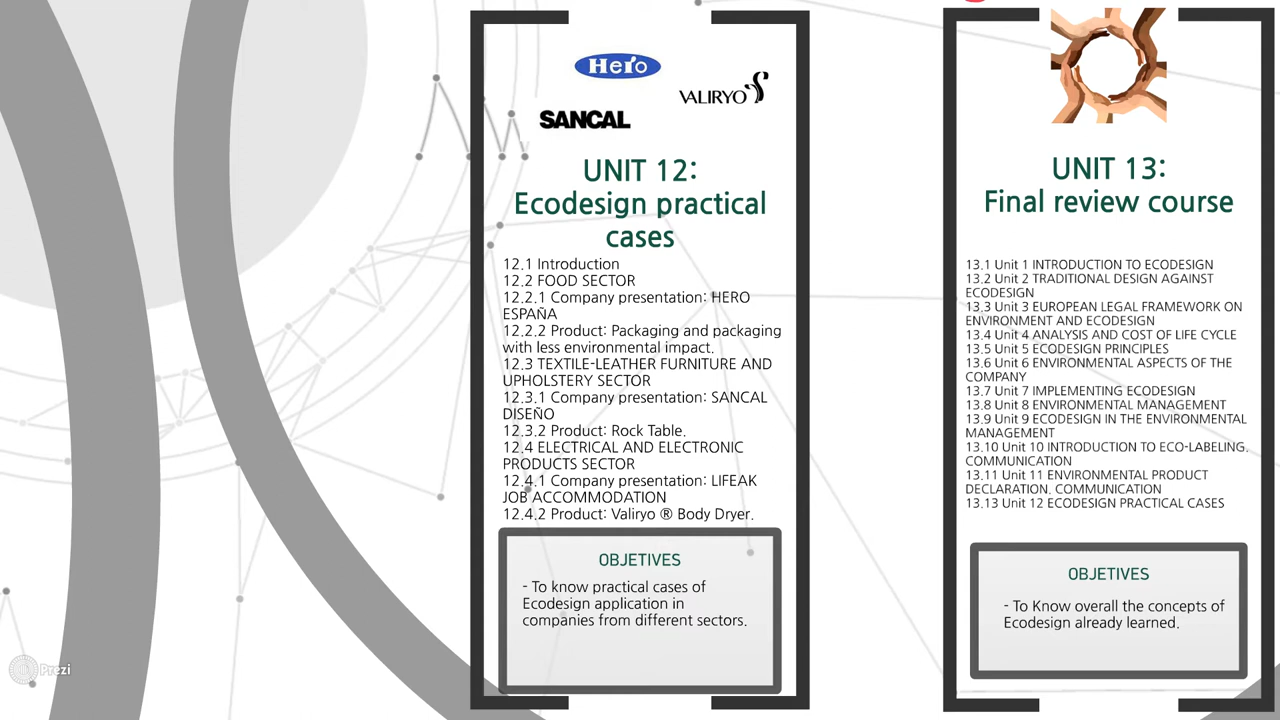 Hero
VALIRYO
SANCAL
UNIT 12:
Ecodesign practical
cases
12.1 Introduction
12.2 FOOD SECTOR
12.2.1 Company presentation: HERO
ESPAÑA
12.2.2 Product: Packaging and packaging
with less environmental impact.
12.3 TEXTILE-LEATHER FURNITURE AND
UPHOLSTERY SECTOR
12.3.1 Company presentation: SANCAL
DISEÑO
12.3.2 Product: Rock Table.
12.4 ELECTRICAL AND ELECTRONIC
PRODUCTS SECTOR
12.4.1 Company presentation: LIFEAK
JOB ACCOMMODATION
12.4.2 Product: Valiryo ® Body Dryer.
OBJETIVES
- To know practical cases of
Ecodesign application in
companies from different sectors.
UNIT 13:
Final review course
13.1 Unit 1 INTRODUCTION TO ECODESIGN
13.2 Unit 2 TRADITIONAL DESIGN AGAINST
ECODESIGN
13.3 Unit 3 EUROPEAN LEGAL FRAMEWORK ON
ENVIRONMENT AND ECODESIGN
13.4 Unit 4 ANALYSIS AND COST OF LIFE CYCLE
13.5 Unit 5 ECODESIGN PRINCIPLES
13.6 Unit 6 ENVIRONMENTAL ASPECTS OF THE
COMPANY
13.7 Unit 7 IMPLEMENTING ECODESIGN
13.8 Unit 8 ENVIRONMENTAL MANAGEMENT
13.9 Unit 9 ECODESIGN IN THE ENVIRONMENTAL
MANAGEMENT
13.10 Unit 10 INTRODUCTION TO ECO-LABELING.
COMMUNICATION
13.11 Unit 11 ENVIRONMENTAL PRODUCT
DECLARATION. COMMUNICATION
13.13 Unit 12 ECODESIGN PRACTICAL CASES
OBJETIVES
- To Know overall the concepts of
Ecodesign already learned.
Prezi